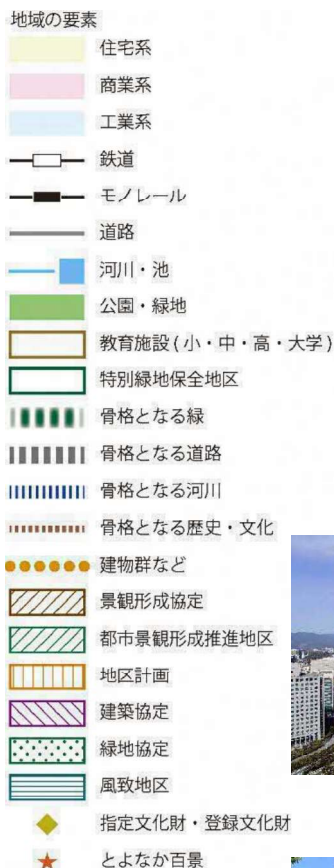 地域の要素
住宅系
商業系
工業系
鉄道
モノレール
道路
河川・池
公園・緑地
教育施設(小・中・高・大学)
特別緑地保全地区
骨格となる緑
骨格となる道路
骨格となる河川
骨格となる歴史・文化
建物群など
景観形成協定
都市景観形成推進地区
地区計画
建築協定
緑地協定
風致地区
指定文化財・登録文化財
とよなか百景